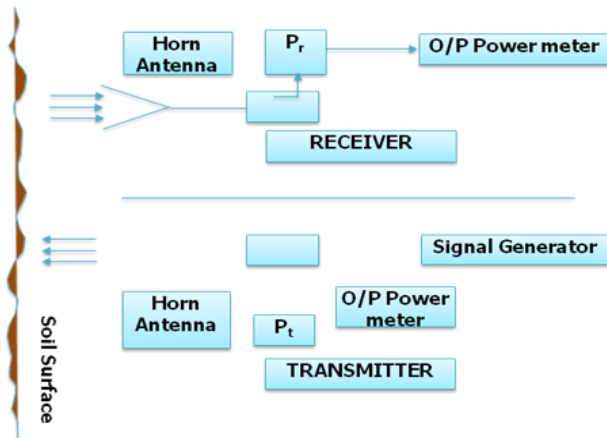 Horn
Antenna
Pr
O/P Power meter
RECEIVER
Signal Generator
Horn
Antenna
Pt
O/P Power
meter
TRANSMITTER
Soil Surface